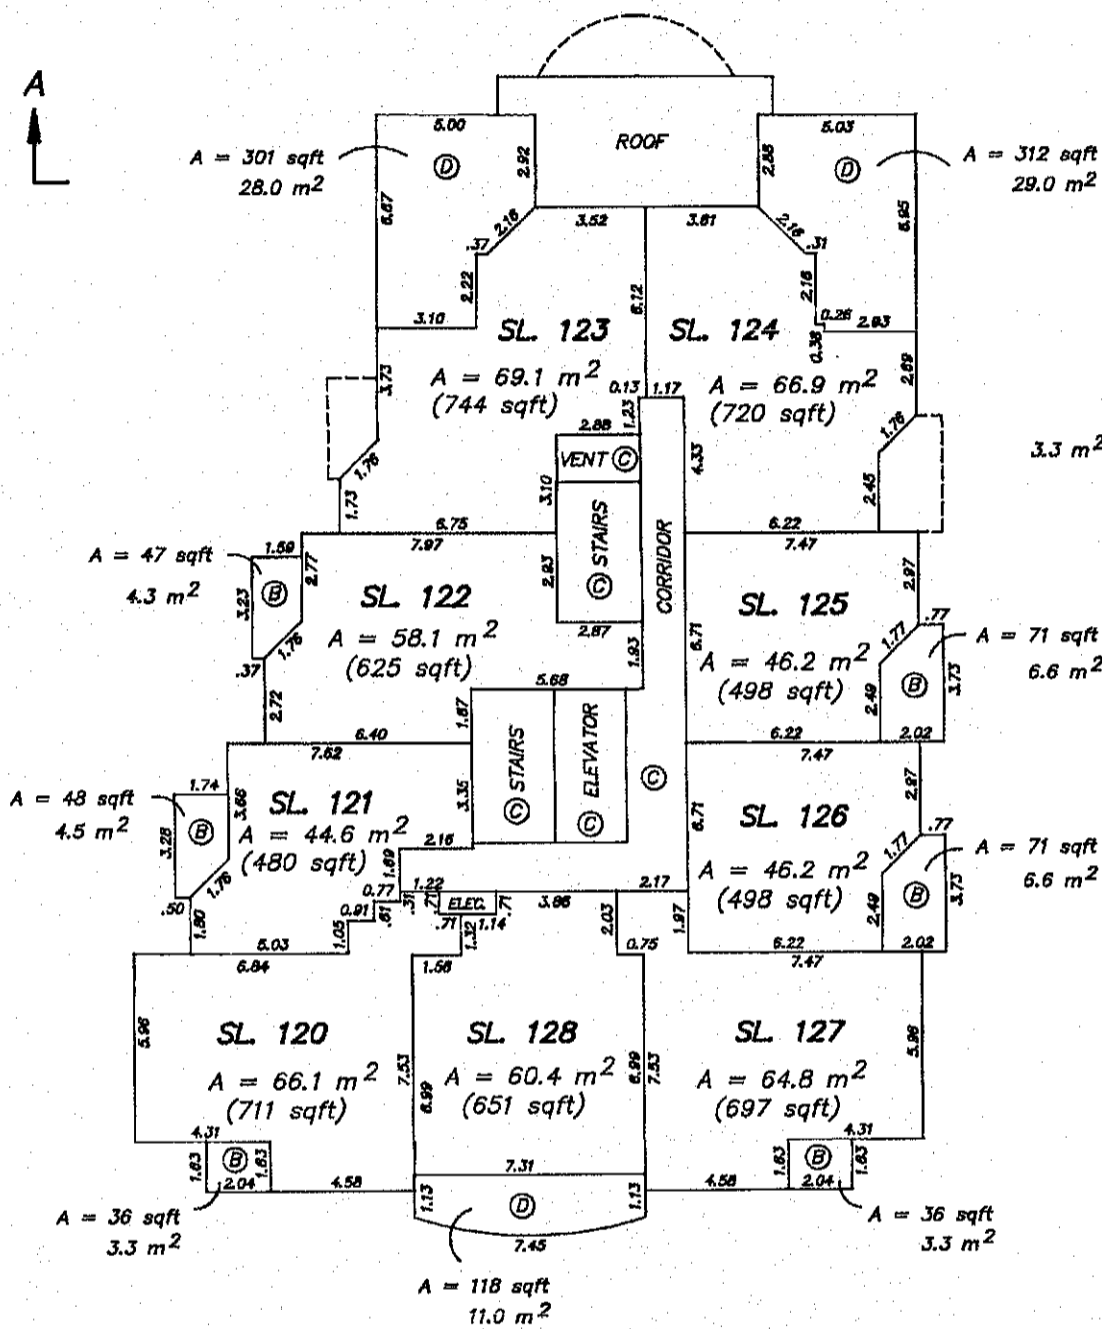 A
5.00
ROOF
5.03
A = 301 sqft
28.0 m²
D
2.92
2.88
D
A = 312 sqft
29.0 m²
6.67
2.16
3.52
3.61
2.16
6.95
.37
.31
2.22
6.12
2.16
3.10
0.26
2.93
SL. 123
SL. 124
0.38
3.73
A = 69.1 m²
(744 sqft)
0.13
1.17
A = 66.9 m²
(720 sqft)
2.69
1.23
2.88
1.76
VENT C
4.33
1.76
3.3 m²
3.10
1.73
2.45
6.75
7.97
6.22
7.47
A = 47 sqft
4.3 m²
1.59
2.77
2.93
C STAIRS
CORRIDOR
2.97
3.23
B
SL. 122
SL. 125
A = 58.1 m²
(625 sqft)
2.87
6.71
.77
1.77
A = 71 sqft
6.6 m²
.37
1.76
1.93
A = 46.2 m²
(498 sqft)
B
3.73
2.49
2.72
5.68
1.87
6.40
7.62
6.22
7.47
2.02
A = 48 sqft
4.5 m²
1.74
3.66
C STAIRS
C ELEVATOR
C
2.97
3.28
B
SL. 121
3.35
6.71
SL. 126
A = 44.6 m²
(480 sqft)
.77
1.77
A = 71 sqft
6.6 m²
1.76
2.16
1.69
A = 46.2 m²
(498 sqft)
B
3.73
2.49
.50
0.77
1.22
2.17
.31
.71
ELEC.
.71
3.86
1.80
0.91
.61
.71
1.14
2.03
1.97
1.05
1.32
5.03
6.84
1.56
0.75
6.22
7.47
2.02
5.96
SL. 120
SL. 128
SL. 127
5.96
A = 66.1 m²
(711 sqft)
7.53
6.99
A = 60.4 m²
(651 sqft)
6.99
7.53
A = 64.8 m²
(697 sqft)
4.31
4.31
1.63
B
1.63
7.31
1.63
B
1.63
2.04
4.58
1.13
D
1.13
4.58
2.04
A = 36 sqft
3.3 m²
7.45
A = 36 sqft
3.3 m²
A = 118 sqft
11.0 m²